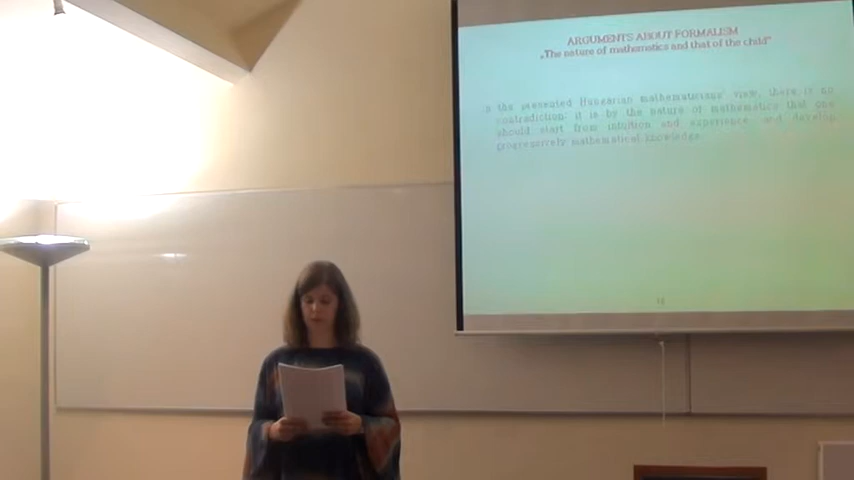 ARGUMENTS ABOUT FORMALISM
„The nature of mathematics and that of the child"
the presented Hungarian mathematicians' view, there is no
contradiction: it is by the nature of mathematics that one
should start from intuition and experience, and develop
progressively mathematical knowledge.